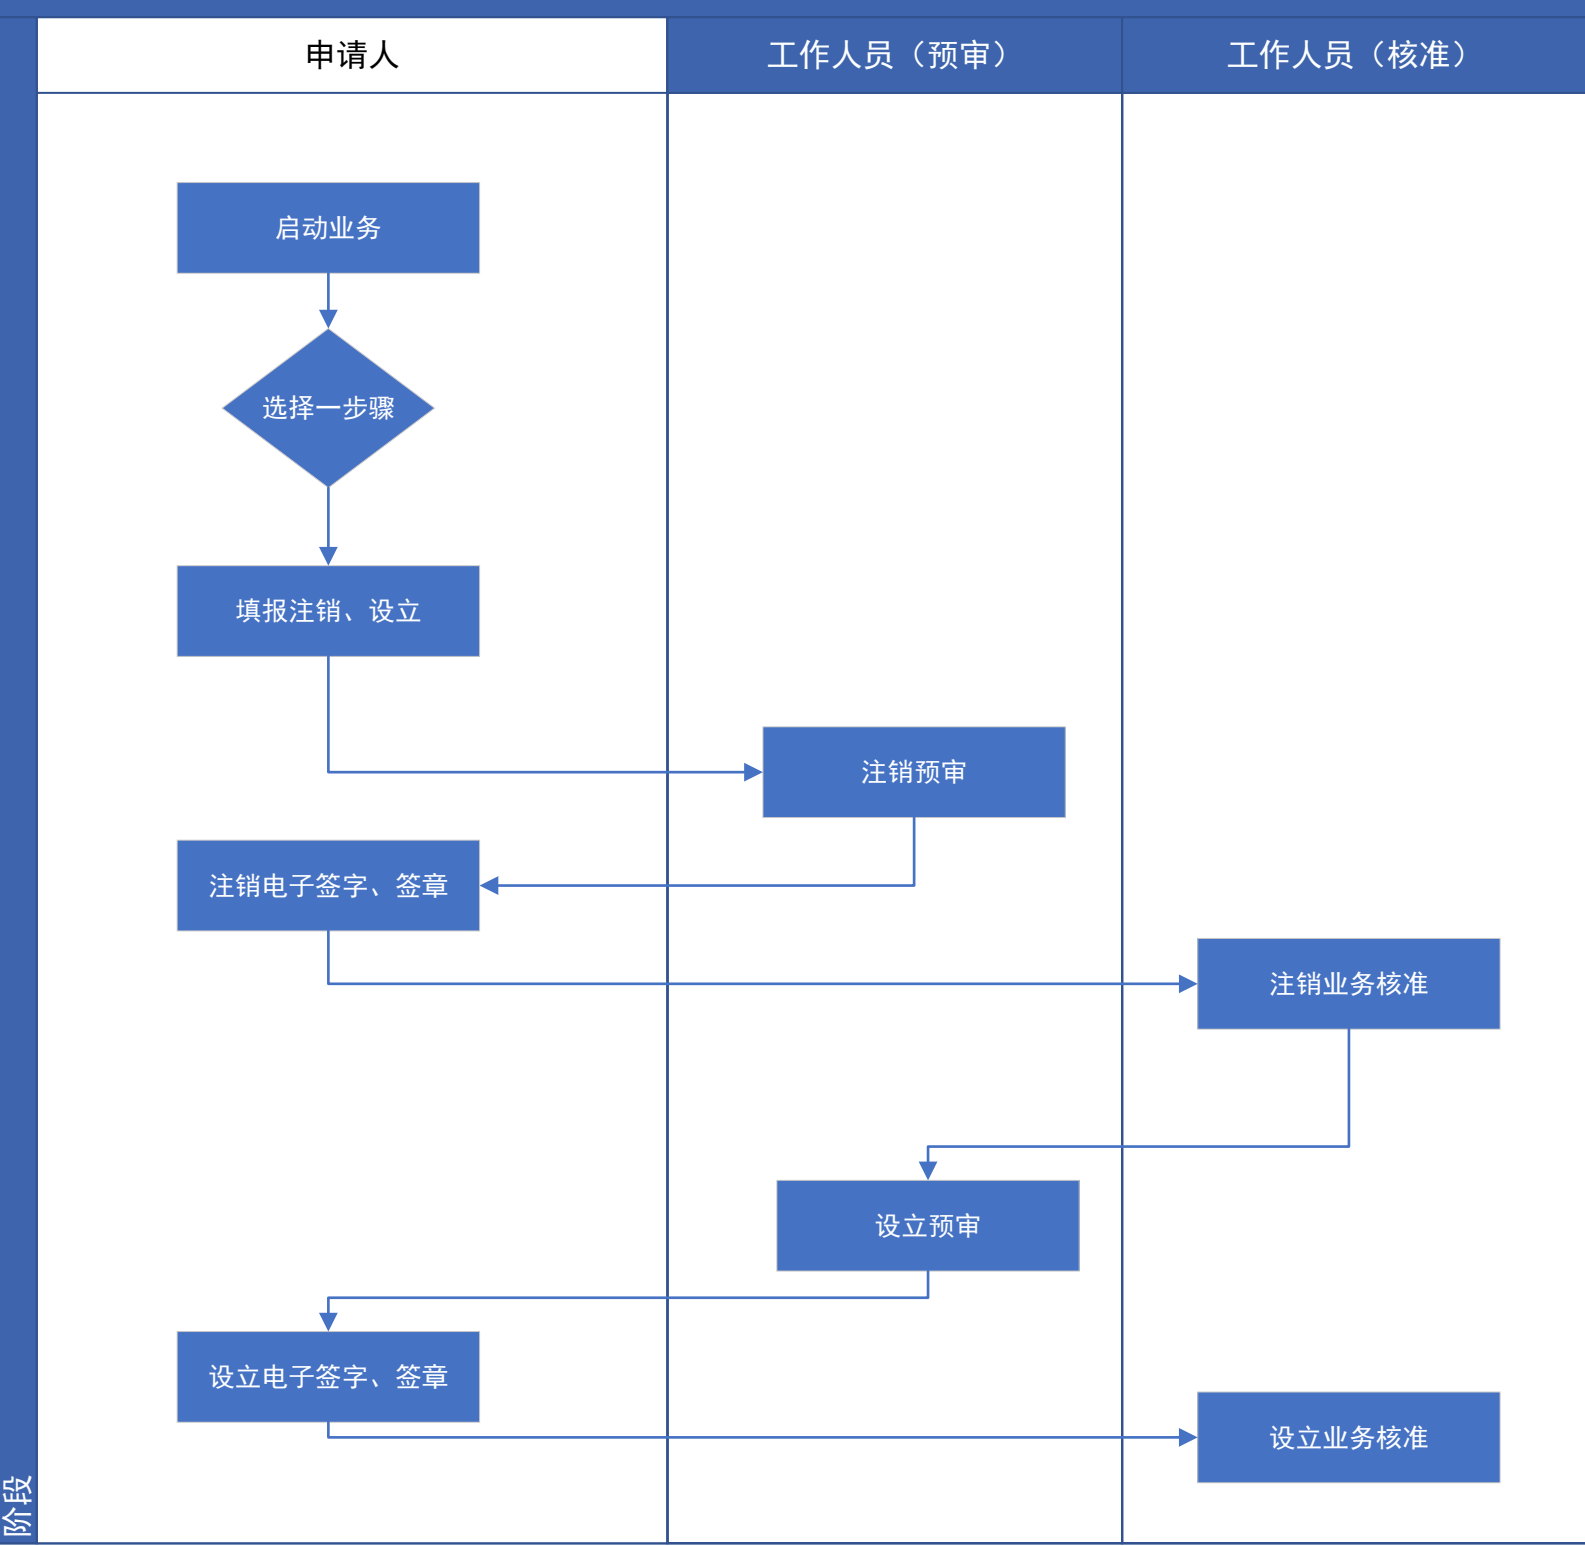 申请人
工作人员（预审）
工作人员（核准）
启动业务
选择一步骤
填报注销、设立
注销预审
注销电子签字、签章
注销业务核准
设立预审
设立电子签字、签章
设立业务核准
阶段